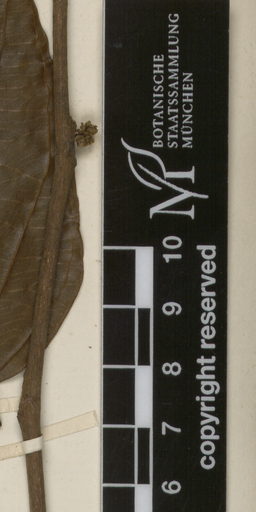 BOTANISCHE
STAATSSAMMLUNG
MÜNCHEN
M
10
9
8
7
6
copyright reserved